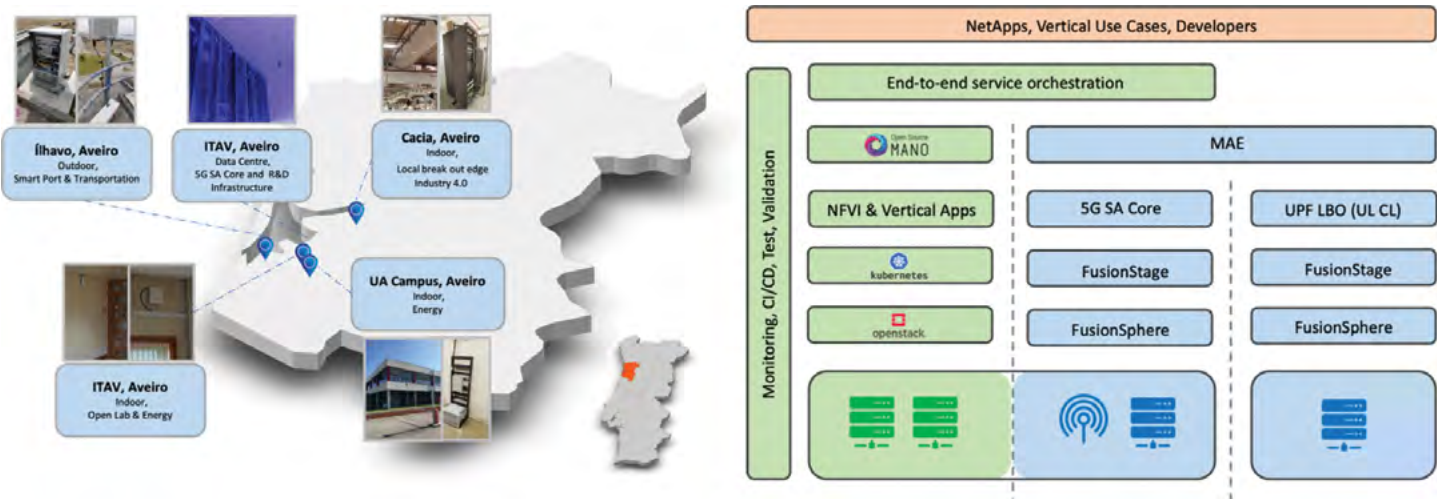 Ílhavo, Aveiro
Outdoor,
Smart Port & Transportation
ITAV, Aveiro
Data Centre,
5G SA Core and R&D
Infrastructure
Cacia, Aveiro
Indoor,
Local break out edge
Industry 4.0
UA Campus, Aveiro
Indoor,
Energy
ITAV, Aveiro
Indoor,
Open Lab & Energy
NetApps, Vertical Use Cases, Developers
Monitoring, CI/CD, Test, Validation
End-to-end service orchestration
Open Source
MANO
MAE
NFVI & Vertical Apps
5G SA Core
UPF LBO (UL CL)
kubernetes
FusionStage
FusionStage
openstack.
FusionSphere
FusionSphere